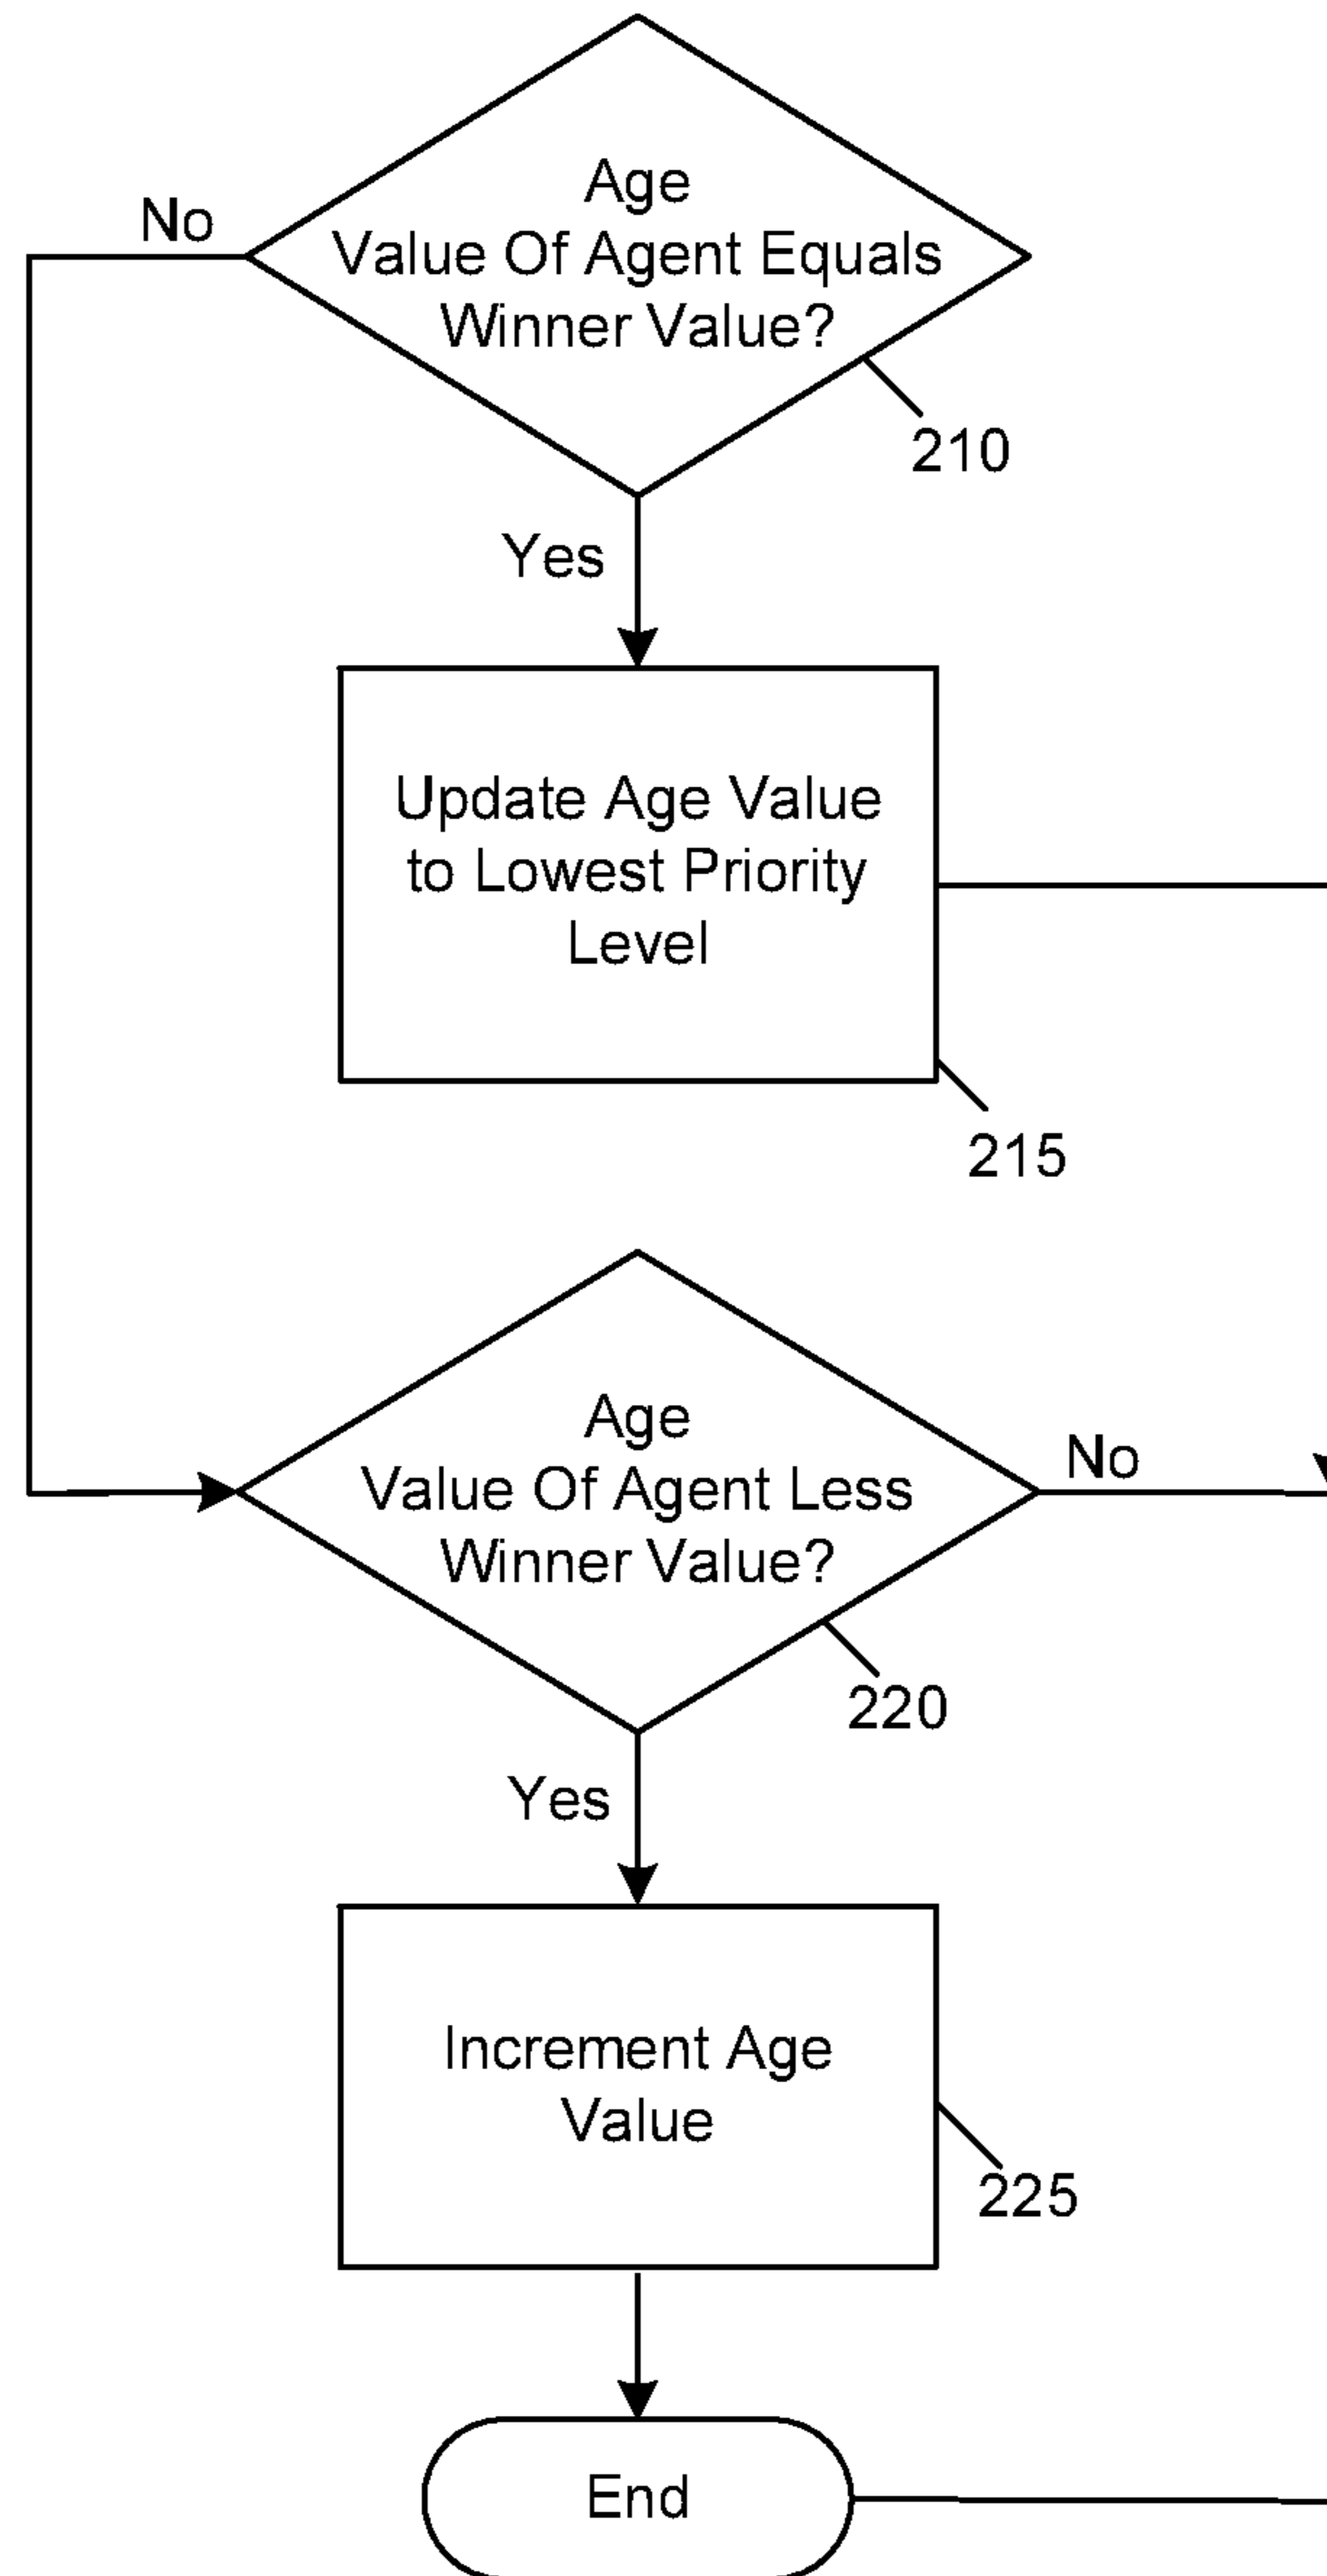 Age
No
Value Of Agent Equals
Winner Value?
210
Yes
Update Age Value
to Lowest Priority
Level
215
Age
No
Value Of Agent Less
Winner Value?
220
Yes
Increment Age
Value
225
End